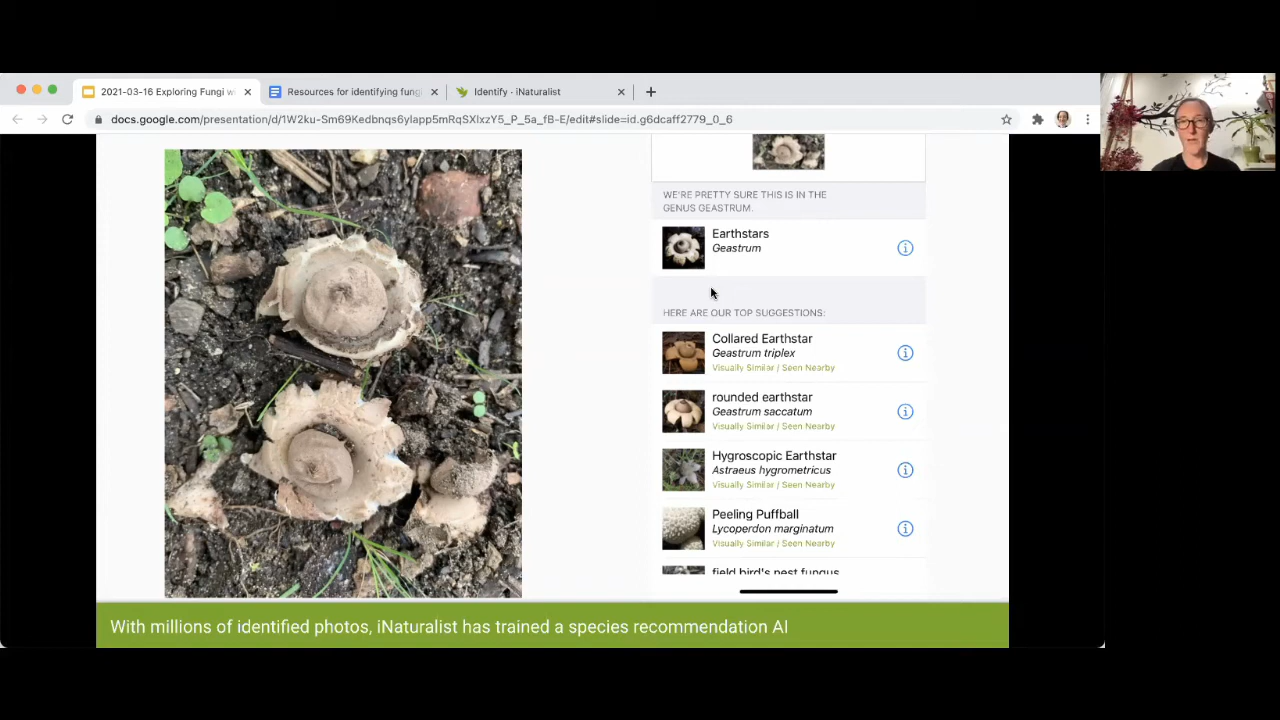 2021-03-16 Exploring Fungi wi
Resources for identifying fung
Identify · iNaturalist
docs.google.com/presentation/d/1W2ku-Sm69Kedbnqs6ylapp5mRqSXlxzY5_P_5a_fB-E/edit#slide=id.g6dcaff2779_0_6
WE'RE PRETTY SURE THIS IS IN THE
GENUS GEASTRUM.
Earthstars
Geastrum
HERE ARE OUR TOP SUGGESTIONS:
Collared Earthstar
Geastrum triplex
Visually Similar / Seen Nearby
rounded earthstar
Geastrum saccatum
Visually Similar / Seen Nearby
Hygroscopic Earthstar
Astraeus hygrometricus
Visually Similar / Seen Nearby
Peeling Puffball
Lycoperdon marginatum
Visually Similar / Seen Nearby
field bird's nest fungus
With millions of identified photos, iNaturalist has trained a species recommendation AI